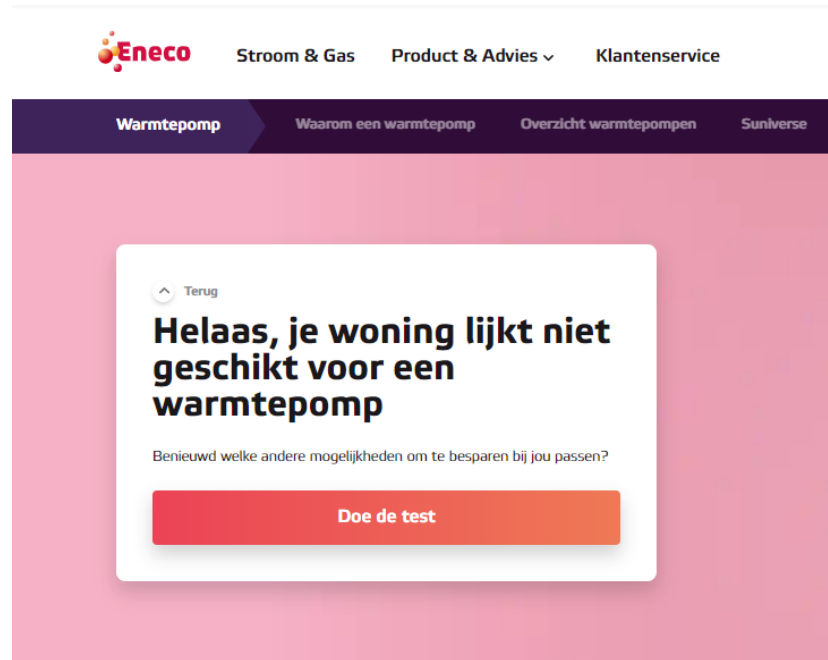 Eneco
Stroom & Gas Product & Advies Klantenservice
Warmtepomp Waarom een warmtepomp Overzicht warmtepompen Suniverse
Terug
Helaas, je woning lijkt niet
geschikt voor een
warmtepomp
Benieuwd welke andere mogelijkheden om te besparen bij jou passen?
Doe de test